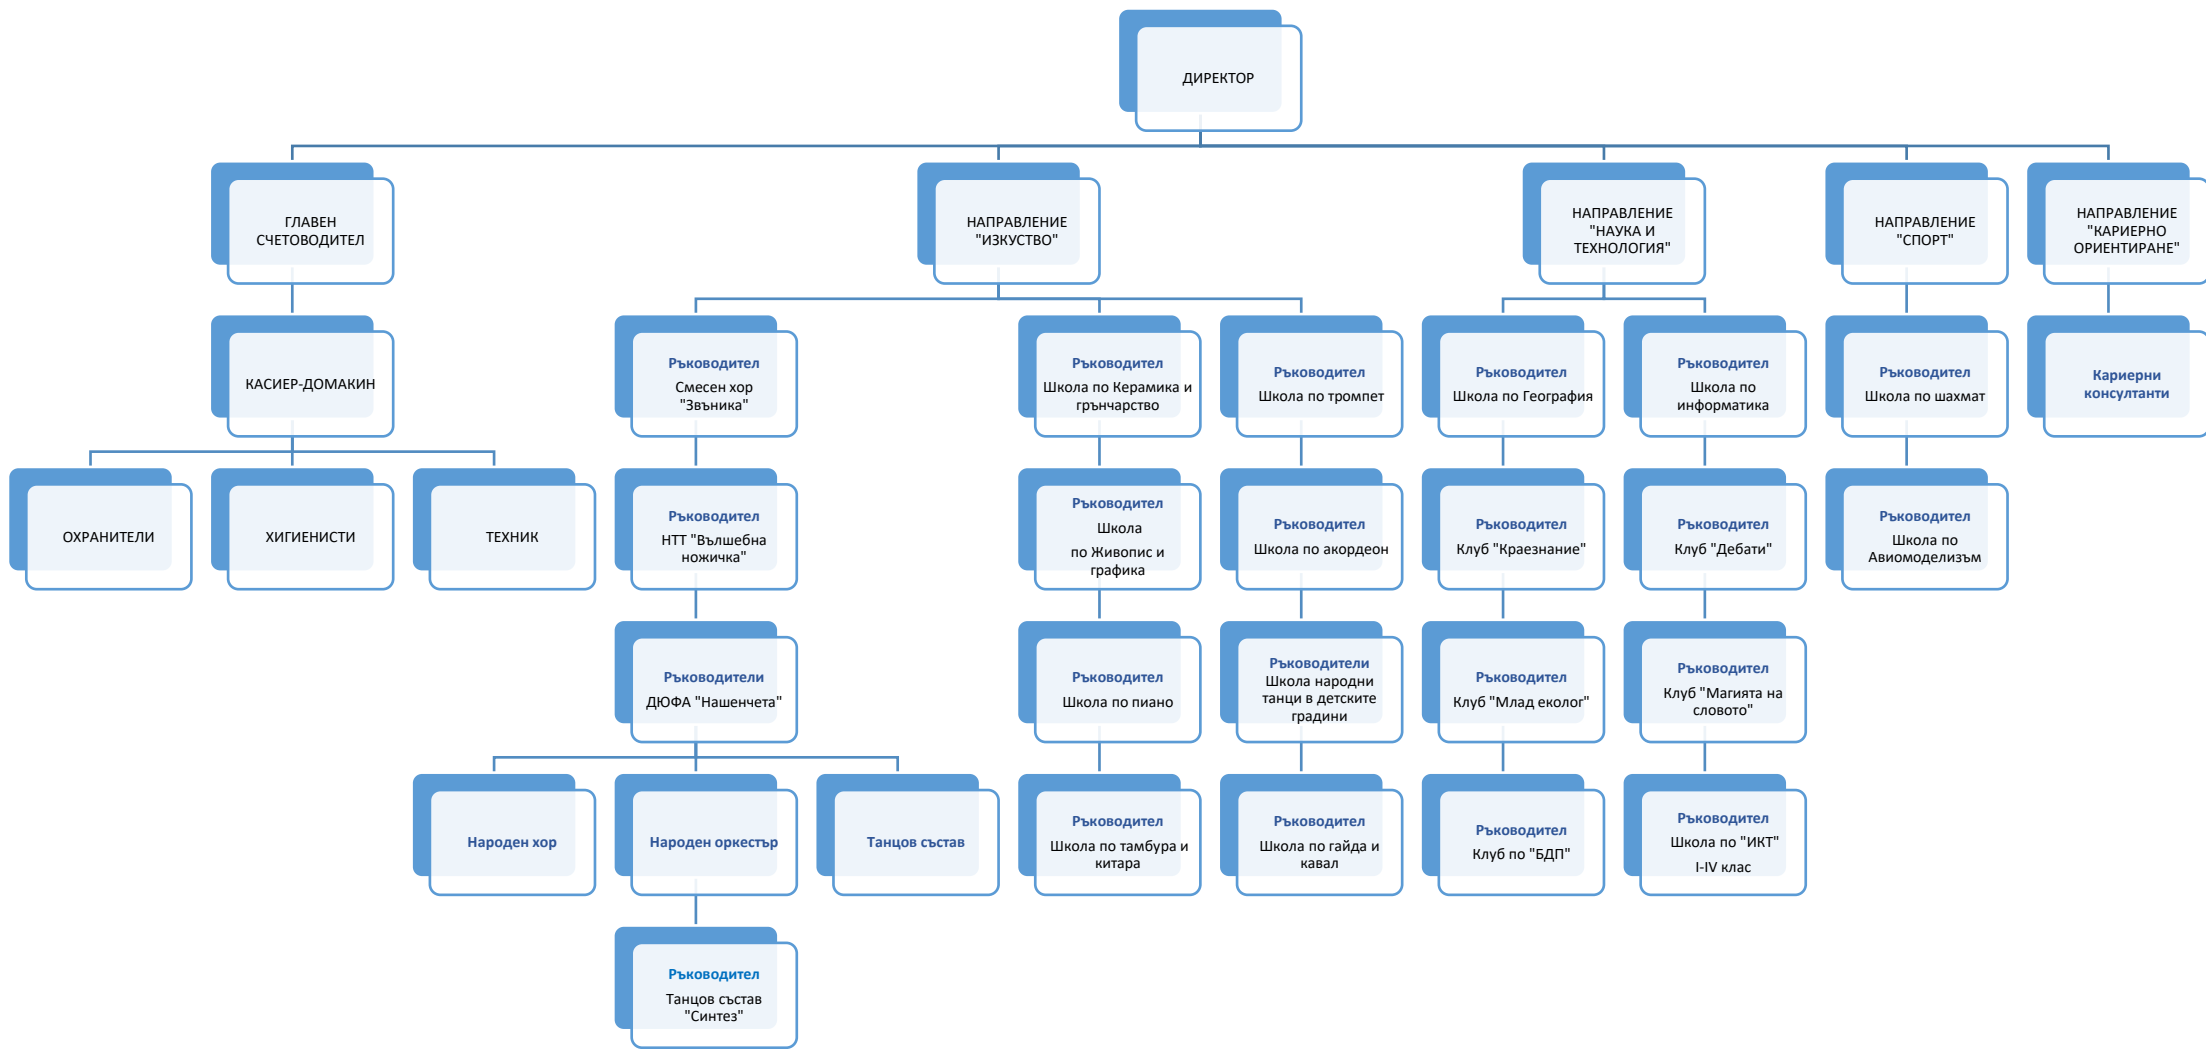 ДИРЕКТОР
ГЛАВЕН
СЧЕТОВОДИТЕЛ
НАПРАВЛЕНИЕ
"ИЗКУСТВО"
НАПРАВЛЕНИЕ
"НАУКА И
ТЕХНОЛОГИЯ"
НАПРАВЛЕНИЕ
"СПОРТ"
НАПРАВЛЕНИЕ
"КАРИЕРНО
ОРИЕНТИРАНЕ"
КАСИЕР-ДОМАКИН
Ръководител
Смесен хор
"Звъника"
Ръководител
Школа по Керамика и
грънчарство
Ръководител
Школа по тромпет
Ръководител
Школа по География
Ръководител
Школа по
информатика
Ръководител
Школа по шахмат
Кариерни
консултанти
ОХРАНИТЕЛИ
ХИГИЕНИСТИ
ТЕХНИК
Ръководител
НТТ "Вълшебна
ножичка"
Ръководител
Школа
по Живопис и
графика
Ръководител
Школа по акордеон
Ръководител
Клуб "Краезнание"
Ръководител
Клуб "Дебати"
Ръководител
Школа по
Авиомоделизъм
Ръководители
ДЮФА "Нашенчета"
Ръководител
Школа по пиано
Ръководители
Школа народни
танци в детските
градини
Ръководител
Клуб "Млад еколог"
Ръководител
Клуб "Магията на
словото"
Народен хор
Народен оркестър
Танцов състав
Ръководител
Школа по тамбура и
китара
Ръководител
Школа по гайда и
кавал
Ръководител
Клуб по "БДП"
Ръководител
Школа по "ИКТ"
I-IV клас
Ръководител
Танцов състав
"Синтез"